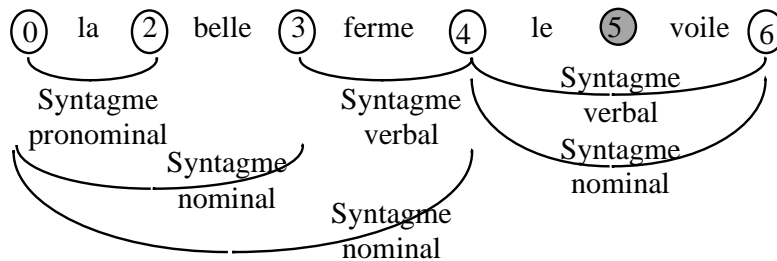 0 la 2 belle 3 ferme 4 le 5 voile 6
Syntagme
pronominal
Syntagme
verbal
Syntagme
verbal
Syntagme
nominal
Syntagme
nominal
Syntagme
nominal